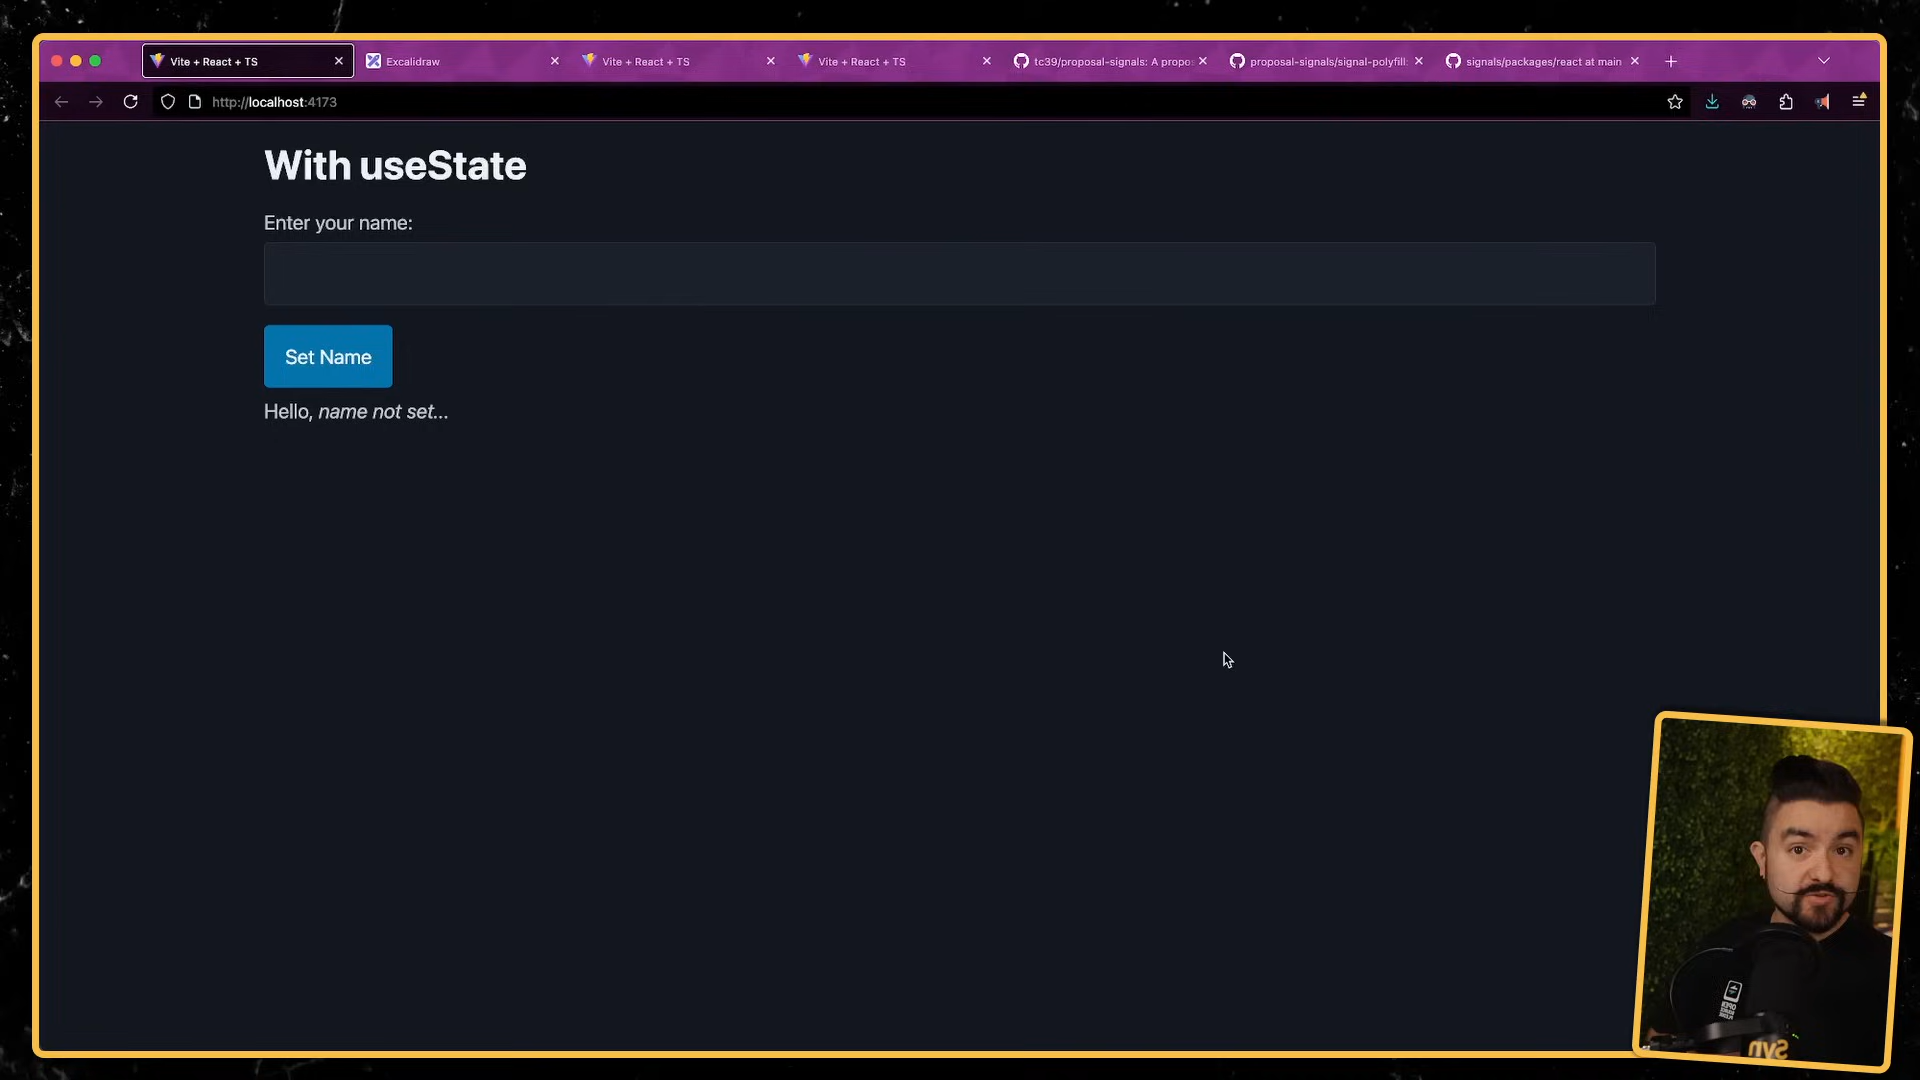 Vite + React + TS
Excalidraw
Vite + React + TS
Vite + React + TS
tc39/proposal-signals: A propo
proposal-signals/signal-polyfill
signals/packages/react at main
http://localhost:4173
With useState
Enter your name:
Set Name
Hello, name not set...